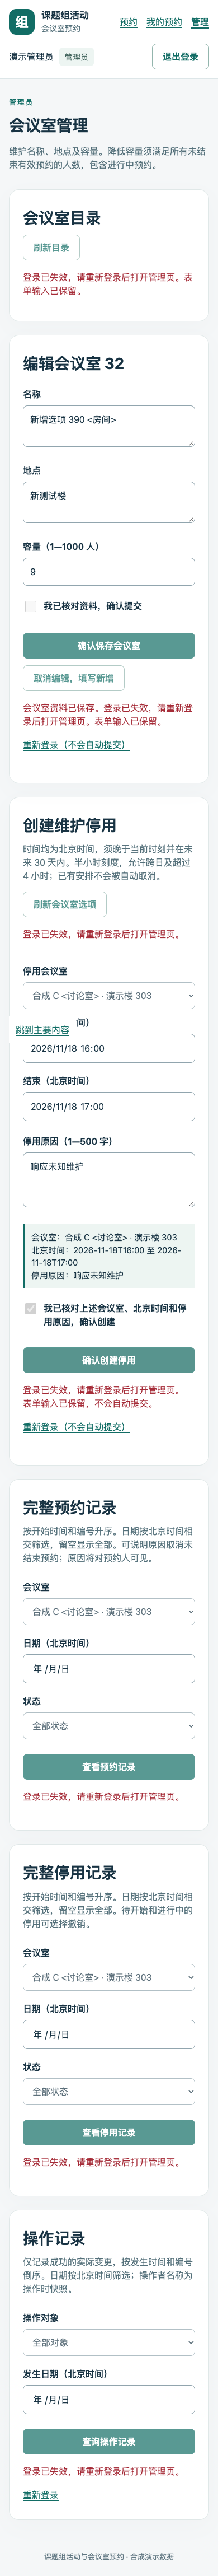 组
课题组活动
会议室预约
预约 我的预约 管理
演示管理员 管理员
退出登录
管理员
会议室管理
维护名称、地点及容量。降低容量须满足所有未结
束有效预约的人数，包含进行中预约。
会议室目录
刷新目录
登录已失效，请重新登录后打开管理页。表
单输入已保留。
编辑会议室 32
名称
新增选项 390 <房间>
地点
新测试楼
容量（1—1000 人）
9
我已核对资料，确认提交
确认保存会议室
取消编辑，填写新增
会议室资料已保存。登录已失效，请重新登
录后打开管理页。表单输入已保留。
重新登录（不会自动提交）
创建维护停用
时间均为北京时间，须晚于当前时刻并在未
来 30 天内。半小时刻度，允许跨日及超过
4 小时；已有安排不会被自动取消。
刷新会议室选项
登录已失效，请重新登录后打开管理页。
停用会议室
合成 C <讨论室> · 演示楼 303
间）
跳到主要内容
2026/11/18 16:00
结束（北京时间）
2026/11/18 17:00
停用原因（1—500 字）
响应未知维护
会议室：合成 C <讨论室> · 演示楼 303
北京时间：2026-11-18T16:00 至 2026-
11-18T17:00
停用原因：响应未知维护
我已核对上述会议室、北京时间和停
用原因，确认创建
确认创建停用
登录已失效，请重新登录后打开管理页。
表单输入已保留，不会自动提交。
重新登录（不会自动提交）
完整预约记录
按开始时间和编号升序。日期按北京时间相
交筛选，留空显示全部。可说明原因取消未
结束预约；原因将对预约人可见。
会议室
合成 C <讨论室> · 演示楼 303
日期（北京时间）
年 /月/日
状态
全部状态
查看预约记录
登录已失效，请重新登录后打开管理页。
完整停用记录
按开始时间和编号升序。日期按北京时间相
交筛选，留空显示全部。待开始和进行中的
停用可选择撤销。
会议室
合成 C <讨论室> · 演示楼 303
日期（北京时间）
年 /月/日
状态
全部状态
查看停用记录
登录已失效，请重新登录后打开管理页。
操作记录
仅记录成功的实际变更，按发生时间和编号
倒序。日期按北京时间筛选；操作者名称为
操作时快照。
操作对象
全部对象
发生日期（北京时间）
年 /月/日
查询操作记录
登录已失效，请重新登录后打开管理页。
重新登录
课题组活动与会议室预约 · 合成演示数据